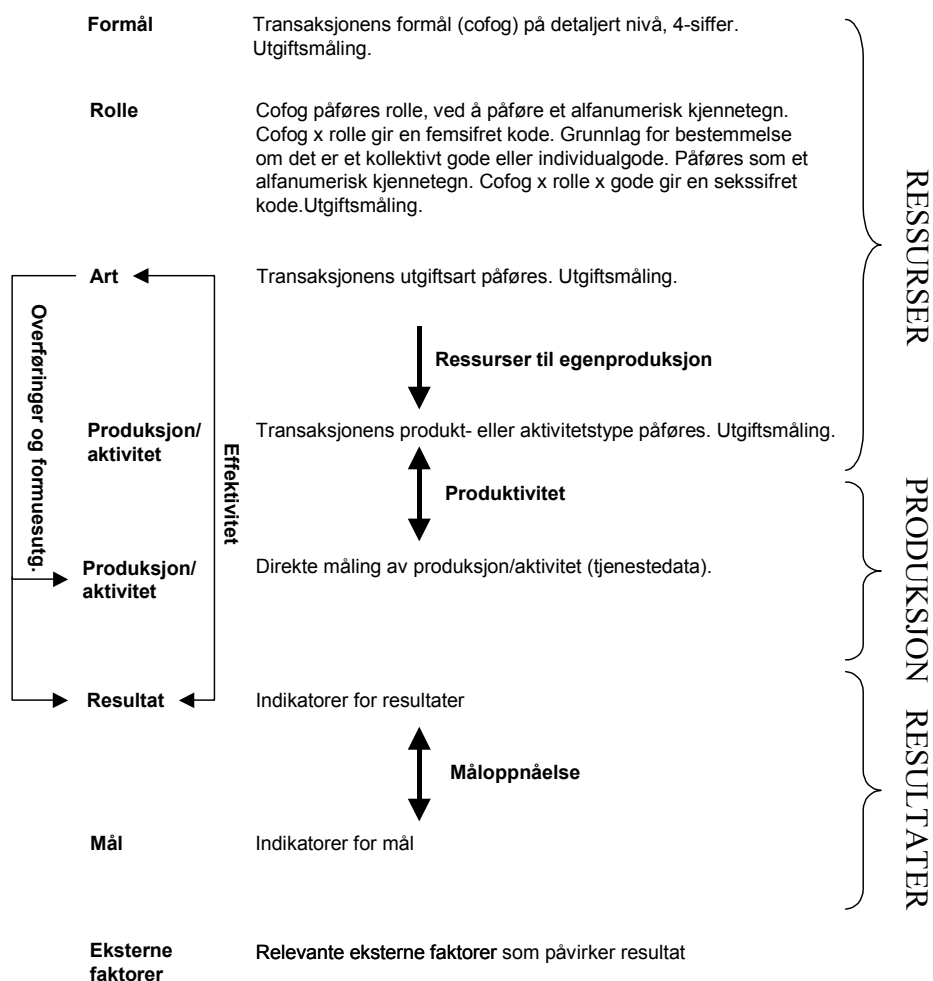 Formål
Transaksjonens formål (cofog) på detaljert nivå, 4-siffer.
Utgiftsmåling.
Rolle
Cofog påføres rolle, ved å påføre et alfanumerisk kjennetegn.
Cofog x rolle gir en femsifret kode. Grunnlag for bestemmelse
om det er et kollektivt gode eller individualgode. Påføres som et
alfanumerisk kjennetegn. Cofog x rolle x gode gir en sekssifret
kode.Utgiftsmåling.
RESSURSER
Art
Transaksjonens utgiftsart påføres. Utgiftsmåling.
Overføringer og formuesutg.
Ressurser til egenproduksjon
Effektivitet
Produksjon/
aktivitet
Transaksjonens produkt- eller aktivitetstype påføres. Utgiftsmåling.
Produktivitet
PRODUKSJON
Produksjon/
aktivitet
Direkte måling av produksjon/aktivitet (tjenestedata).
Resultat
Indikatorer for resultater
Måloppnåelse
RESULTATER
Mål
Indikatorer for mål
Eksterne
faktorer
Relevante eksterne faktorer som påvirker resultat